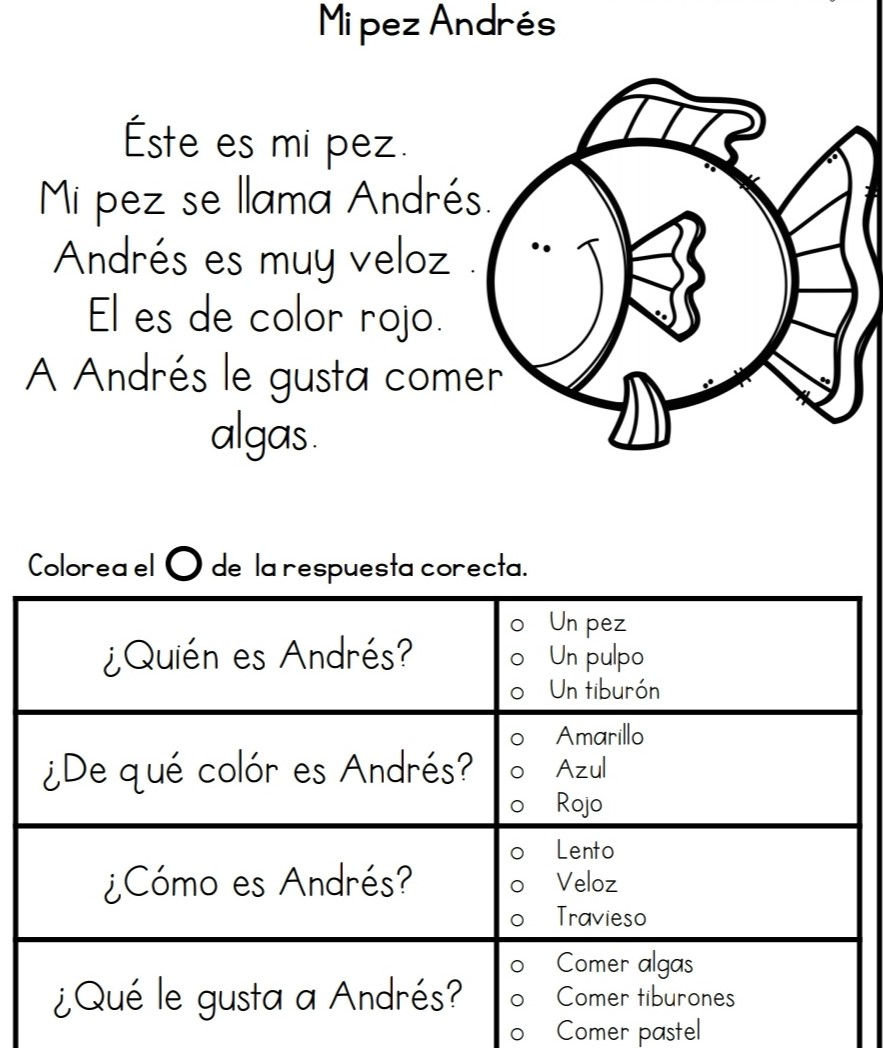 Mi pez Andrés
Éste es mi pez.
Mi pez se llama Andrés.
Andrés es muy veloz .
El es de color rojo.
A Andrés le gusta comer
algas.
Colorea el O de la respuesta corecta.
¿Quién es Andrés?
Un pez
Un pulpo
Un tiburón
¿De qué colór es Andrés?
Amarillo
Azul
Rojo
¿Cómo es Andrés?
Lento
Veloz
Travieso
¿Qué le gusta a Andrés?
Comer algas
Comer tiburones
Comer pastel